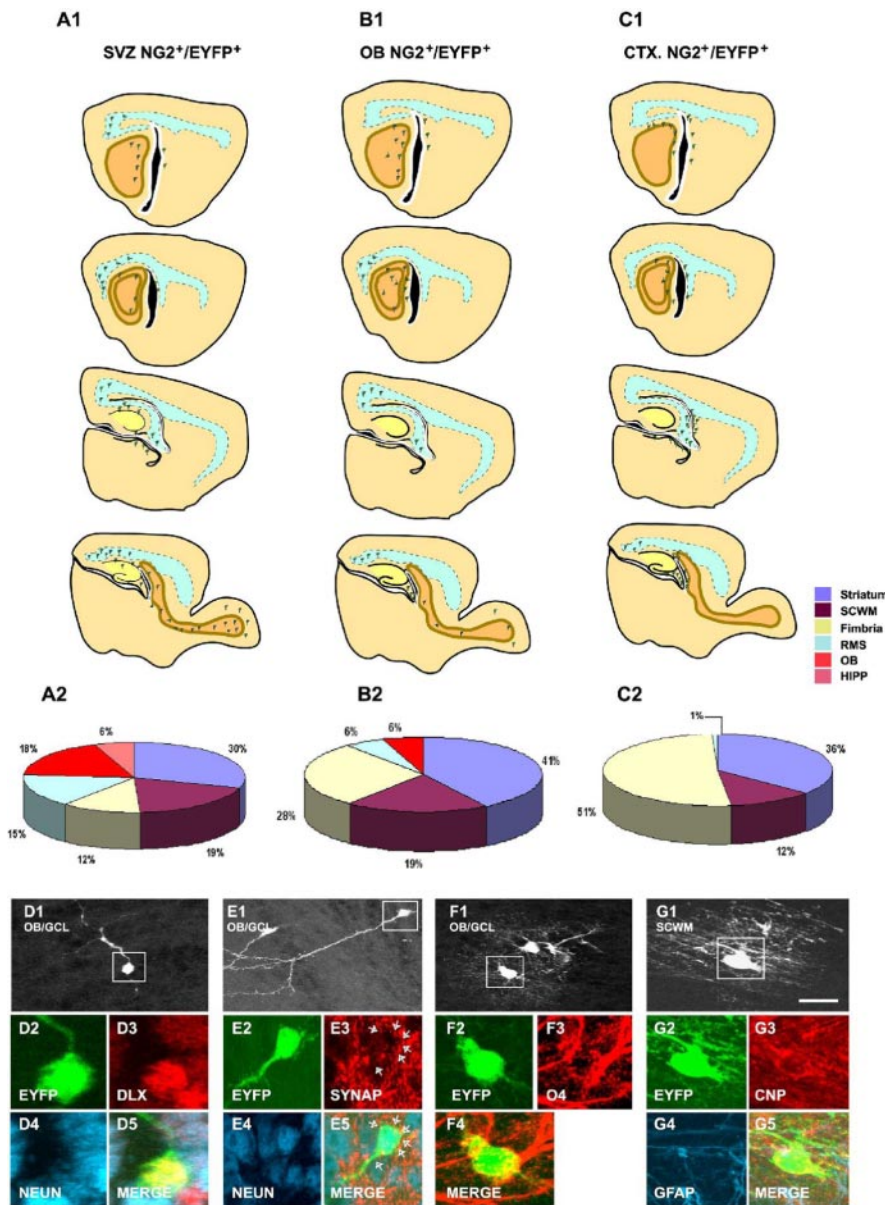 A1
B1
C1
SVZ NG2⁺/EYFP⁺
OB NG2⁺/EYFP⁺
CTX. NG2⁺/EYFP⁺
Striatum
SCWM
Fimbria
RMS
OB
HIPP
A2
B2
C2
18%
6%
30%
15%
12%
19%
6%
6%
41%
28%
19%
1%
36%
51%
12%
D1
OB/GCL
E1
OB/GCL
F1
OB/GCL
G1
SCWM
D2
EYFP
D3
DLX
E2
EYFP
E3
SYNAP
F2
EYFP
F3
O4
G2
EYFP
G3
CNP
D4
NEUN
D5
MERGE
E4
NEUN
E5
MERGE
F4
MERGE
G4
GFAP
G5
MERGE